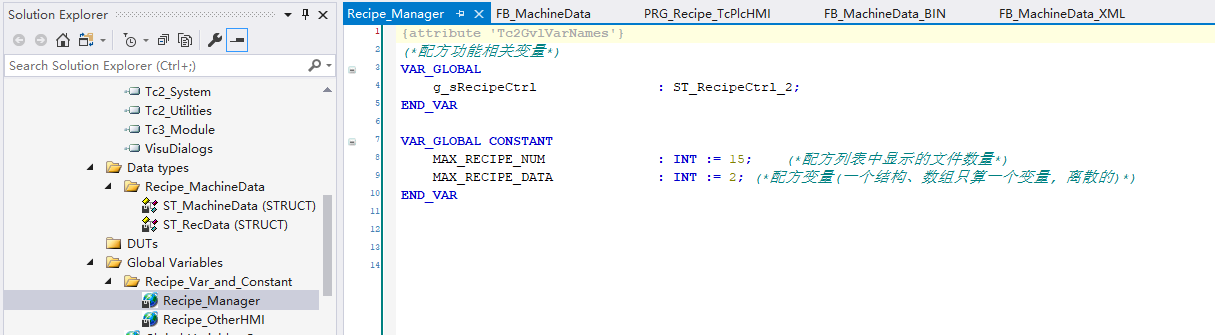 Solution Explorer
Search Solution Explorer (Ctrl+;)
Tc2_System
Tc2_Utilities
Tc3_Module
VisuDialogs
Data types
Recipe_MachineData
ST_MachineData (STRUCT)
ST_RecData (STRUCT)
DUTs
Global Variables
Recipe_Var_and_Constant
Recipe_Manager
Recipe_OtherHMI
Recipe_Manager FB_MachineData PRG_Recipe_TcPlcHMI FB_MachineData_BIN FB_MachineData_XML
1 {attribute 'Tc2GvlVarNames'}
2 (*配方功能相关变量*)
3 VAR_GLOBAL
4 g_sRecipeCtrl : ST_RecipeCtrl_2;
5 END_VAR
6
7 VAR_GLOBAL CONSTANT
8 MAX_RECIPE_NUM : INT := 15; (*配方列表中显示的文件数量*)
9 MAX_RECIPE_DATA : INT := 2; (*配方变量(一个结构、数组只算一个变量，离散的)*)
10 END_VAR
11
12
13
14